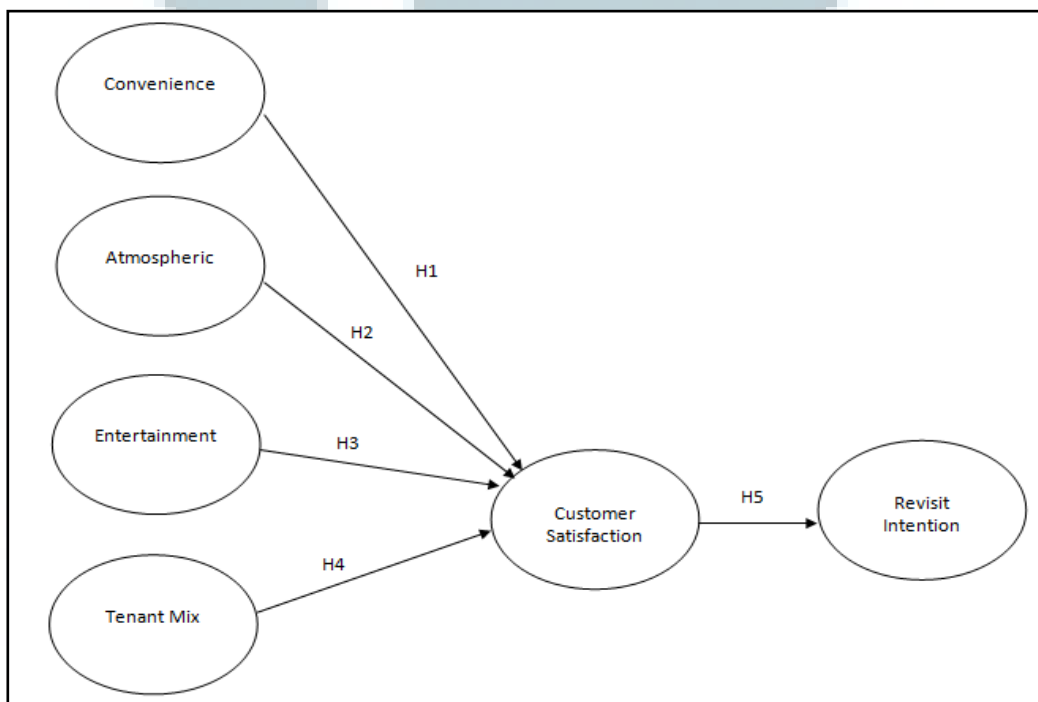 Convenience
Atmospheric
H1
H2
Entertainment
H3
Customer
Satisfaction
H5
Revisit
Intention
H4
Tenant Mix